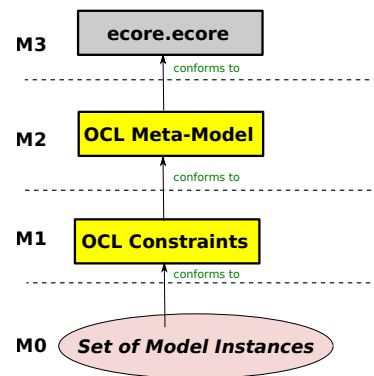 ecore.ecore
M3
conforms to
M2
OCL Meta-Model
conforms to
M1
OCL Constraints
conforms to
M0
Set of Model Instances